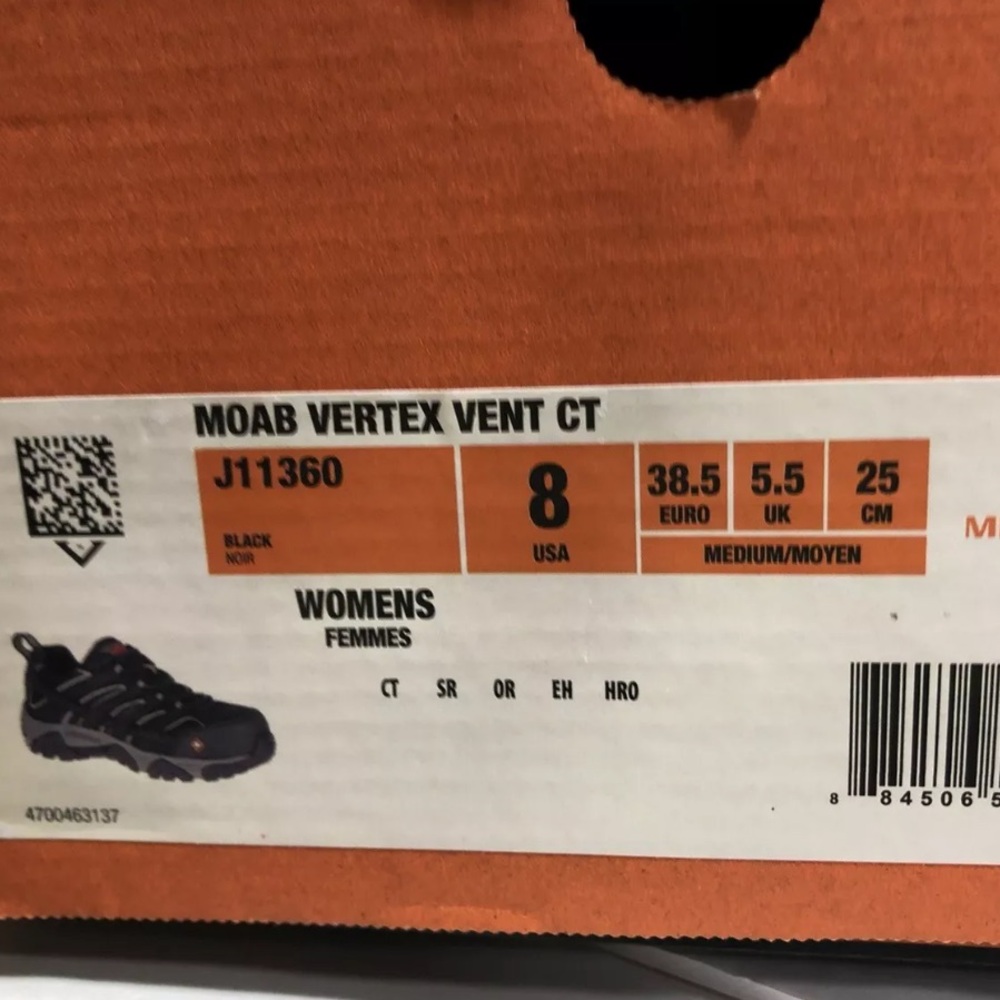 MOAB VERTEX VENT CT
J11360
BLACK
NOIR
8
USA
38.5
EURO
5.5
UK
25
CM
MEDIUM/MOYEN
WOMENS
FEMMES
CT SR OR EH HRO
4700463137
8 84506